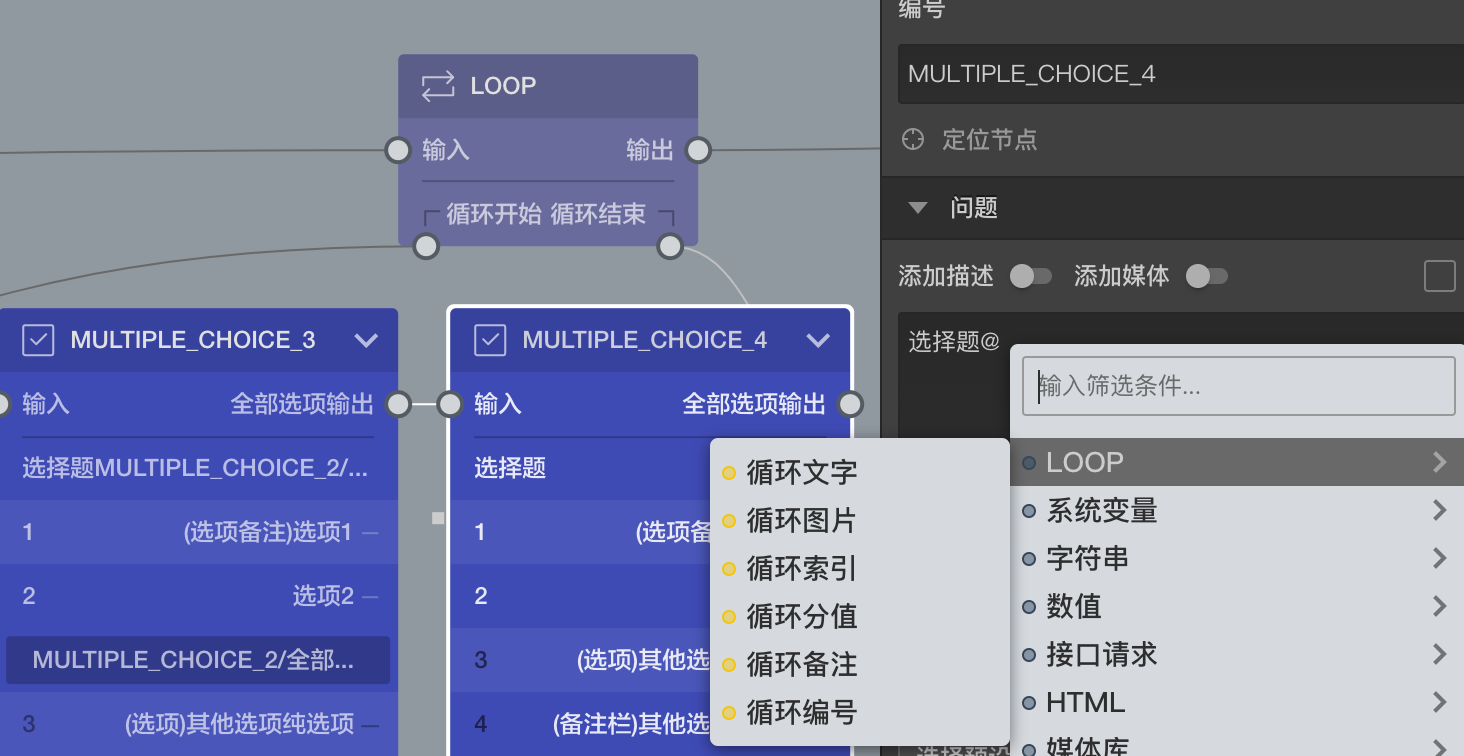 LOOP
输入 输出
循环开始 循环结束
MULTIPLE_CHOICE_3
输入 全部选项输出
选择题MULTIPLE_CHOICE_2/...
1 (选项备注)选项1
2 选项2
MULTIPLE_CHOICE_2/全部...
3 (选项)其他选项纯选项
MULTIPLE_CHOICE_4
输入 全部选项输出
选择题
1 (选项备
2
3 (选项)其他选
4 (备注栏)其他选
循环文字
循环图片
循环索引
循环分值
循环备注
循环编号
编号
MULTIPLE_CHOICE_4
定位节点
问题
添加描述 添加媒体
选择题@
输入筛选条件...
LOOP
系统变量
字符串
数值
接口请求
HTML
媒体库